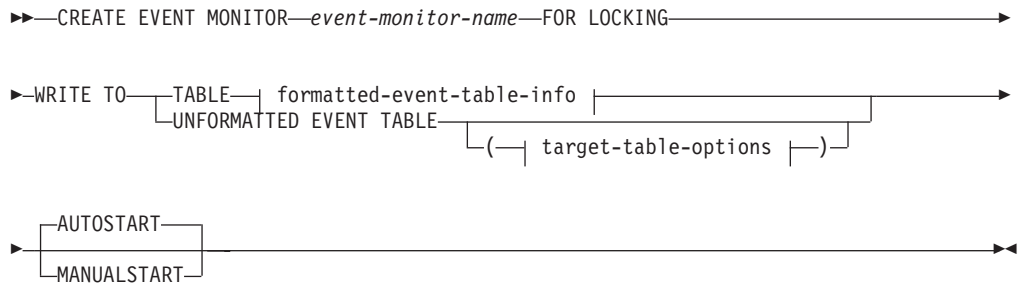 CREATE EVENT MONITOR event-monitor-name FOR LOCKING
WRITE TO TABLE formatted-event-table-info
UNFORMATTED EVENT TABLE
( target-table-options )
AUTOSTART
MANUALSTART